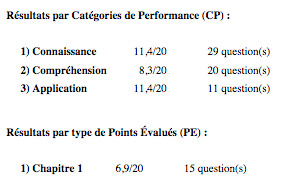 Résultats par Catégories de Performance (CP) :
1) Connaissance 11,4/20 29 question(s)
2) Compréhension 8,3/20 20 question(s)
3) Application 11,4/20 11 question(s)
Résultats par type de Points Évalués (PE) :
1) Chapitre 1 6,9/20 15 question(s)